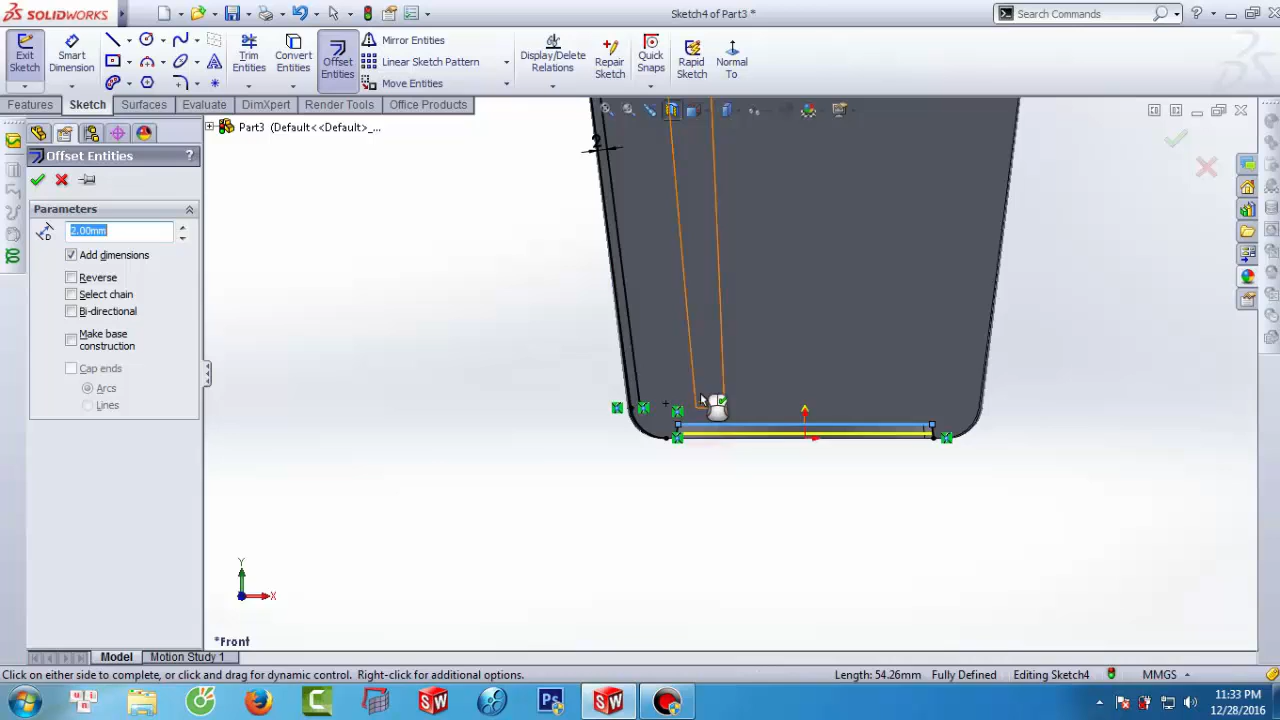 SOLIDWORKS
Sketch4 of Part3 *
Search Commands
Exit Sketch
Smart Dimension
Trim Entities
Convert Entities
Offset Entities
Mirror Entities
Linear Sketch Pattern
Move Entities
Display/Delete Relations
Repair Sketch
Quick Snaps
Rapid Sketch
Normal To
Features
Sketch
Surfaces
Evaluate
DimXpert
Render Tools
Office Products
Part3 (Default<<Default>_...
Offset Entities
?
Parameters
2.00mm
Add dimensions
Reverse
Select chain
Bi-directional
Make base
construction
Cap ends
Arcs
Lines
2
Y
X
*Front
Model
Motion Study 1
Click on either side to complete, or click and drag for dynamic control. Right-click for additional options.
Length: 54.26mm
Fully Defined
Editing Sketch4
MMGS
11:33 PM
12/28/2016